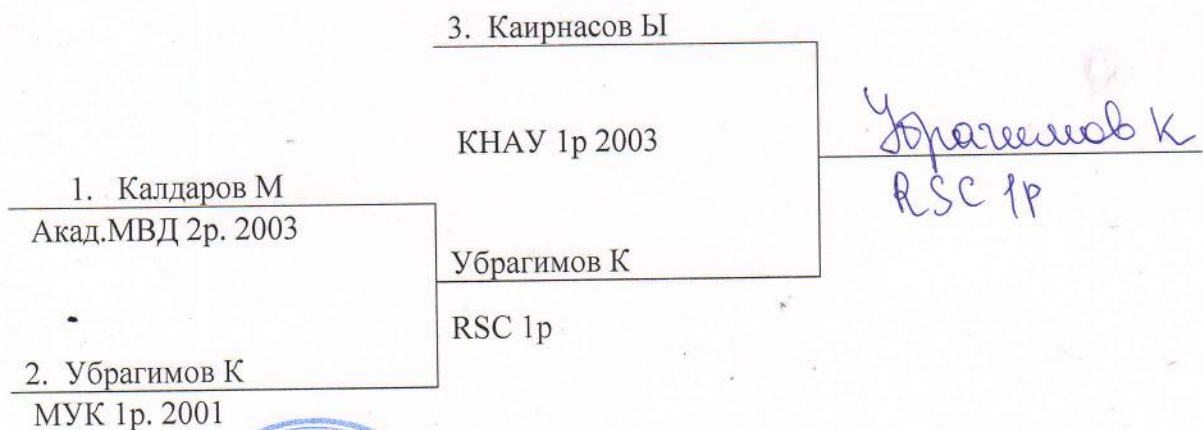 3. Каирнасов Ы
КНАУ 1р 2003
Убрагимов К
RSC 1р
1. Калдаров М
Акад.МВД 2р. 2003
Убрагимов К
RSC 1р
2. Убрагимов К
МУК 1р. 2001